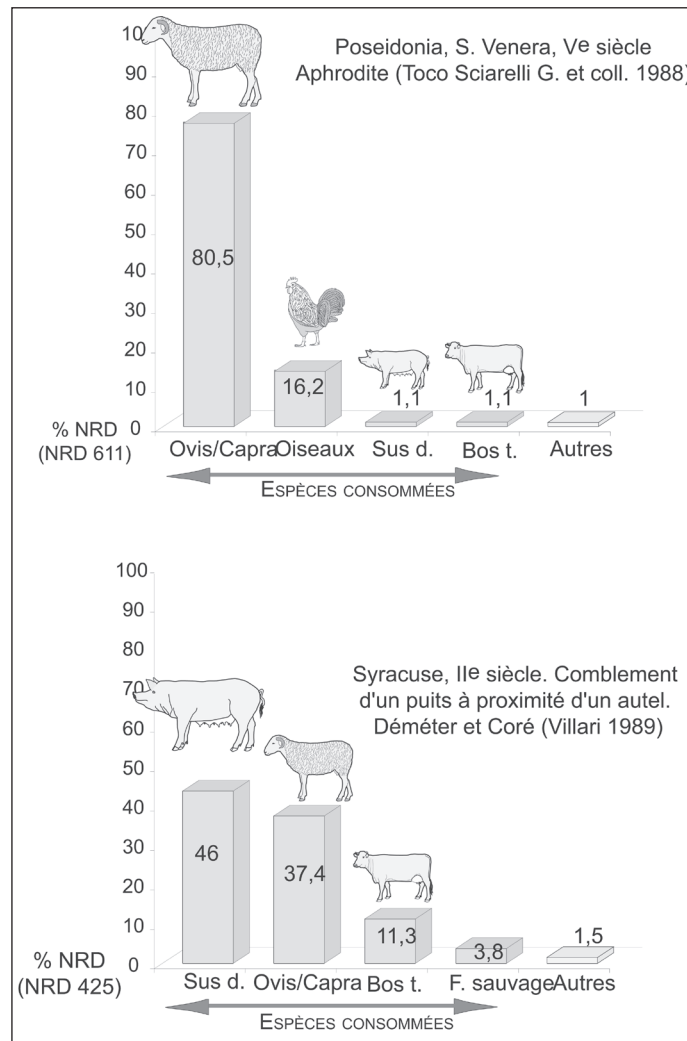 Poseidonia, S. Venera, Ve siècle
Aphrodite (Toco Sciarelli G. et coll. 1988)
10
90
80
70
60
50
40
30
20
10
0
80,5
16,2
1,1
1,1
1
% NRD
(NRD 611)
Ovis/Capra Oiseaux Sus d. Bos t. Autres
ESPÈCES CONSOMMÉES
Syracuse, IIe siècle. Comblement
d'un puits à proximité d'un autel.
Déméter et Coré (Villari 1989)
100
90
80
70
60
50
40
30
20
10
0
46
37,4
11,3
3,8
1,5
% NRD
(NRD 425)
Sus d. Ovis/Capra Bos t. F. sauvage Autres
ESPÈCES CONSOMMÉES